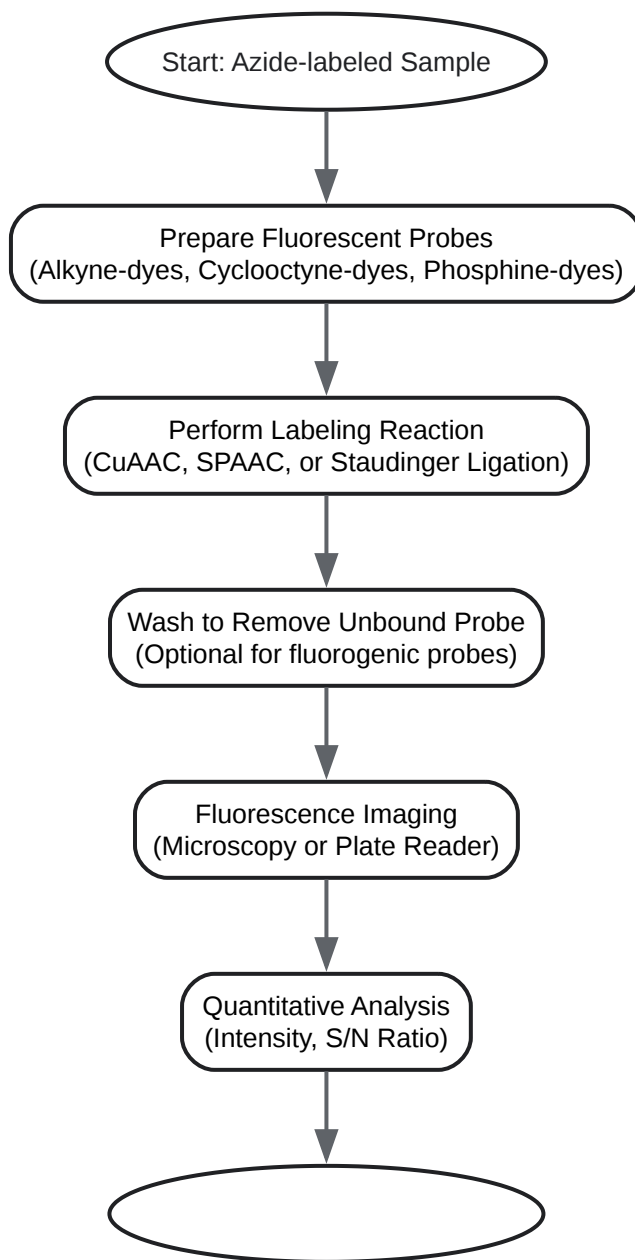 Start: Azide-labeled Sample
Prepare Fluorescent Probes
(Alkyne-dyes, Cyclooctyne-dyes, Phosphine-dyes)
Perform Labeling Reaction
(CuAAC, SPAAC, or Staudinger Ligation)
Wash to Remove Unbound Probe
(Optional for fluorogenic probes)
Fluorescence Imaging
(Microscopy or Plate Reader)
Quantitative Analysis
(Intensity, S/N Ratio)